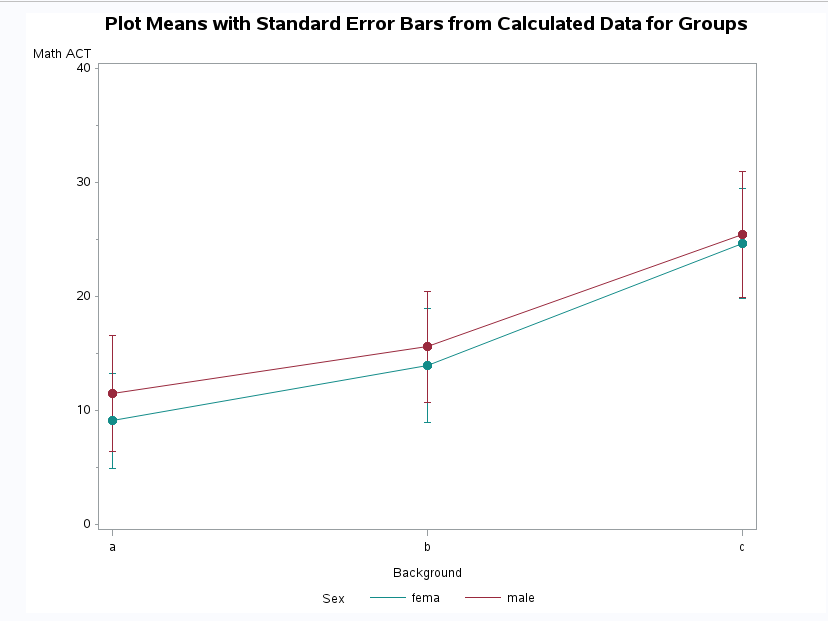 Plot Means with Standard Error Bars from Calculated Data for Groups
Math ACT
40
30
20
10
0
a b c
Background
Sex fema male